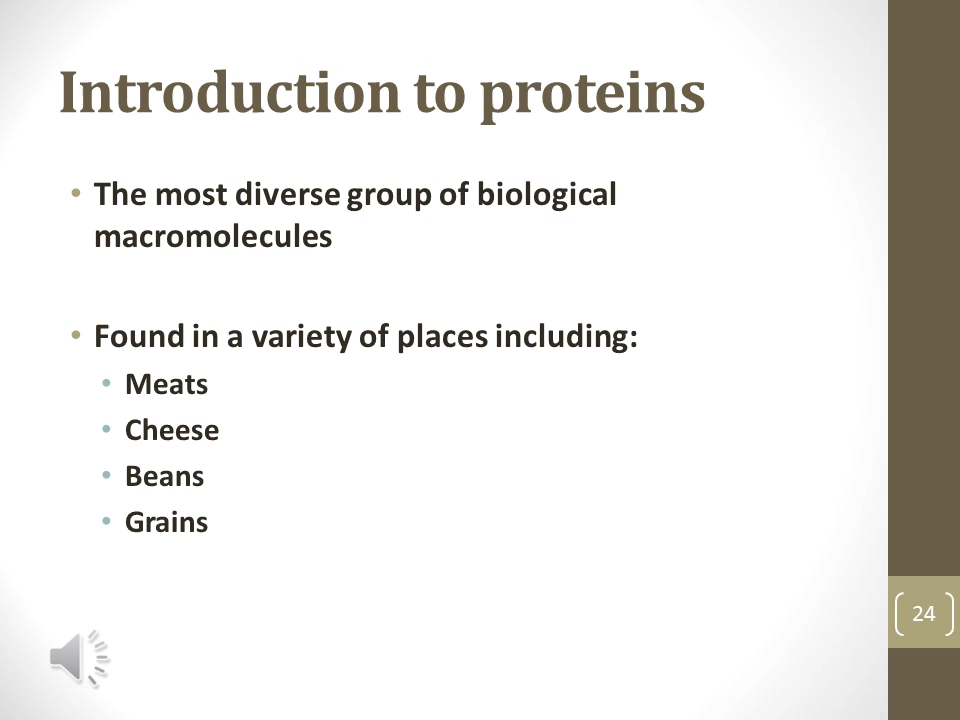 Introduction to proteins
• The most diverse group of biological
macromolecules
• Found in a variety of places including:
• Meats
• Cheese
• Beans
• Grains
24